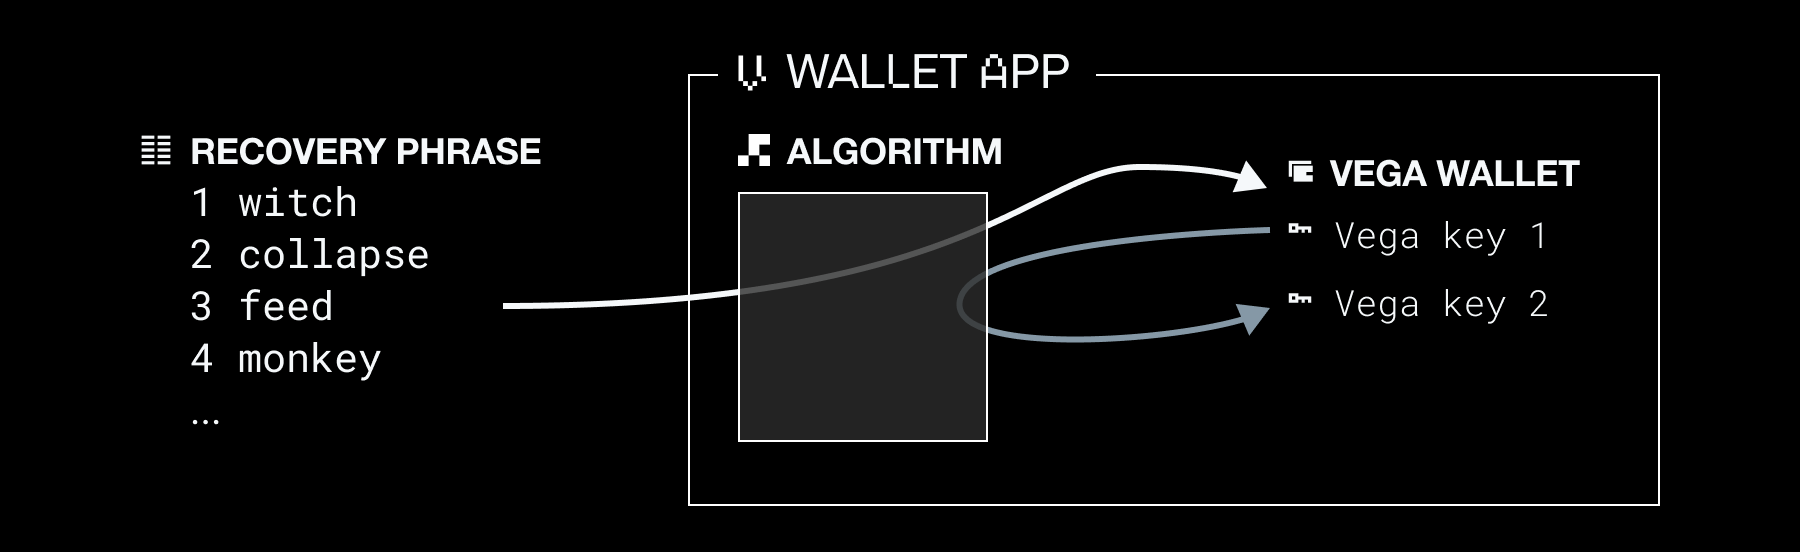 V WALLET APP
RECOVERY PHRASE
1 witch
2 collapse
3 feed
4 monkey
...
ALGORITHM
VEGA WALLET
Vega key 1
Vega key 2